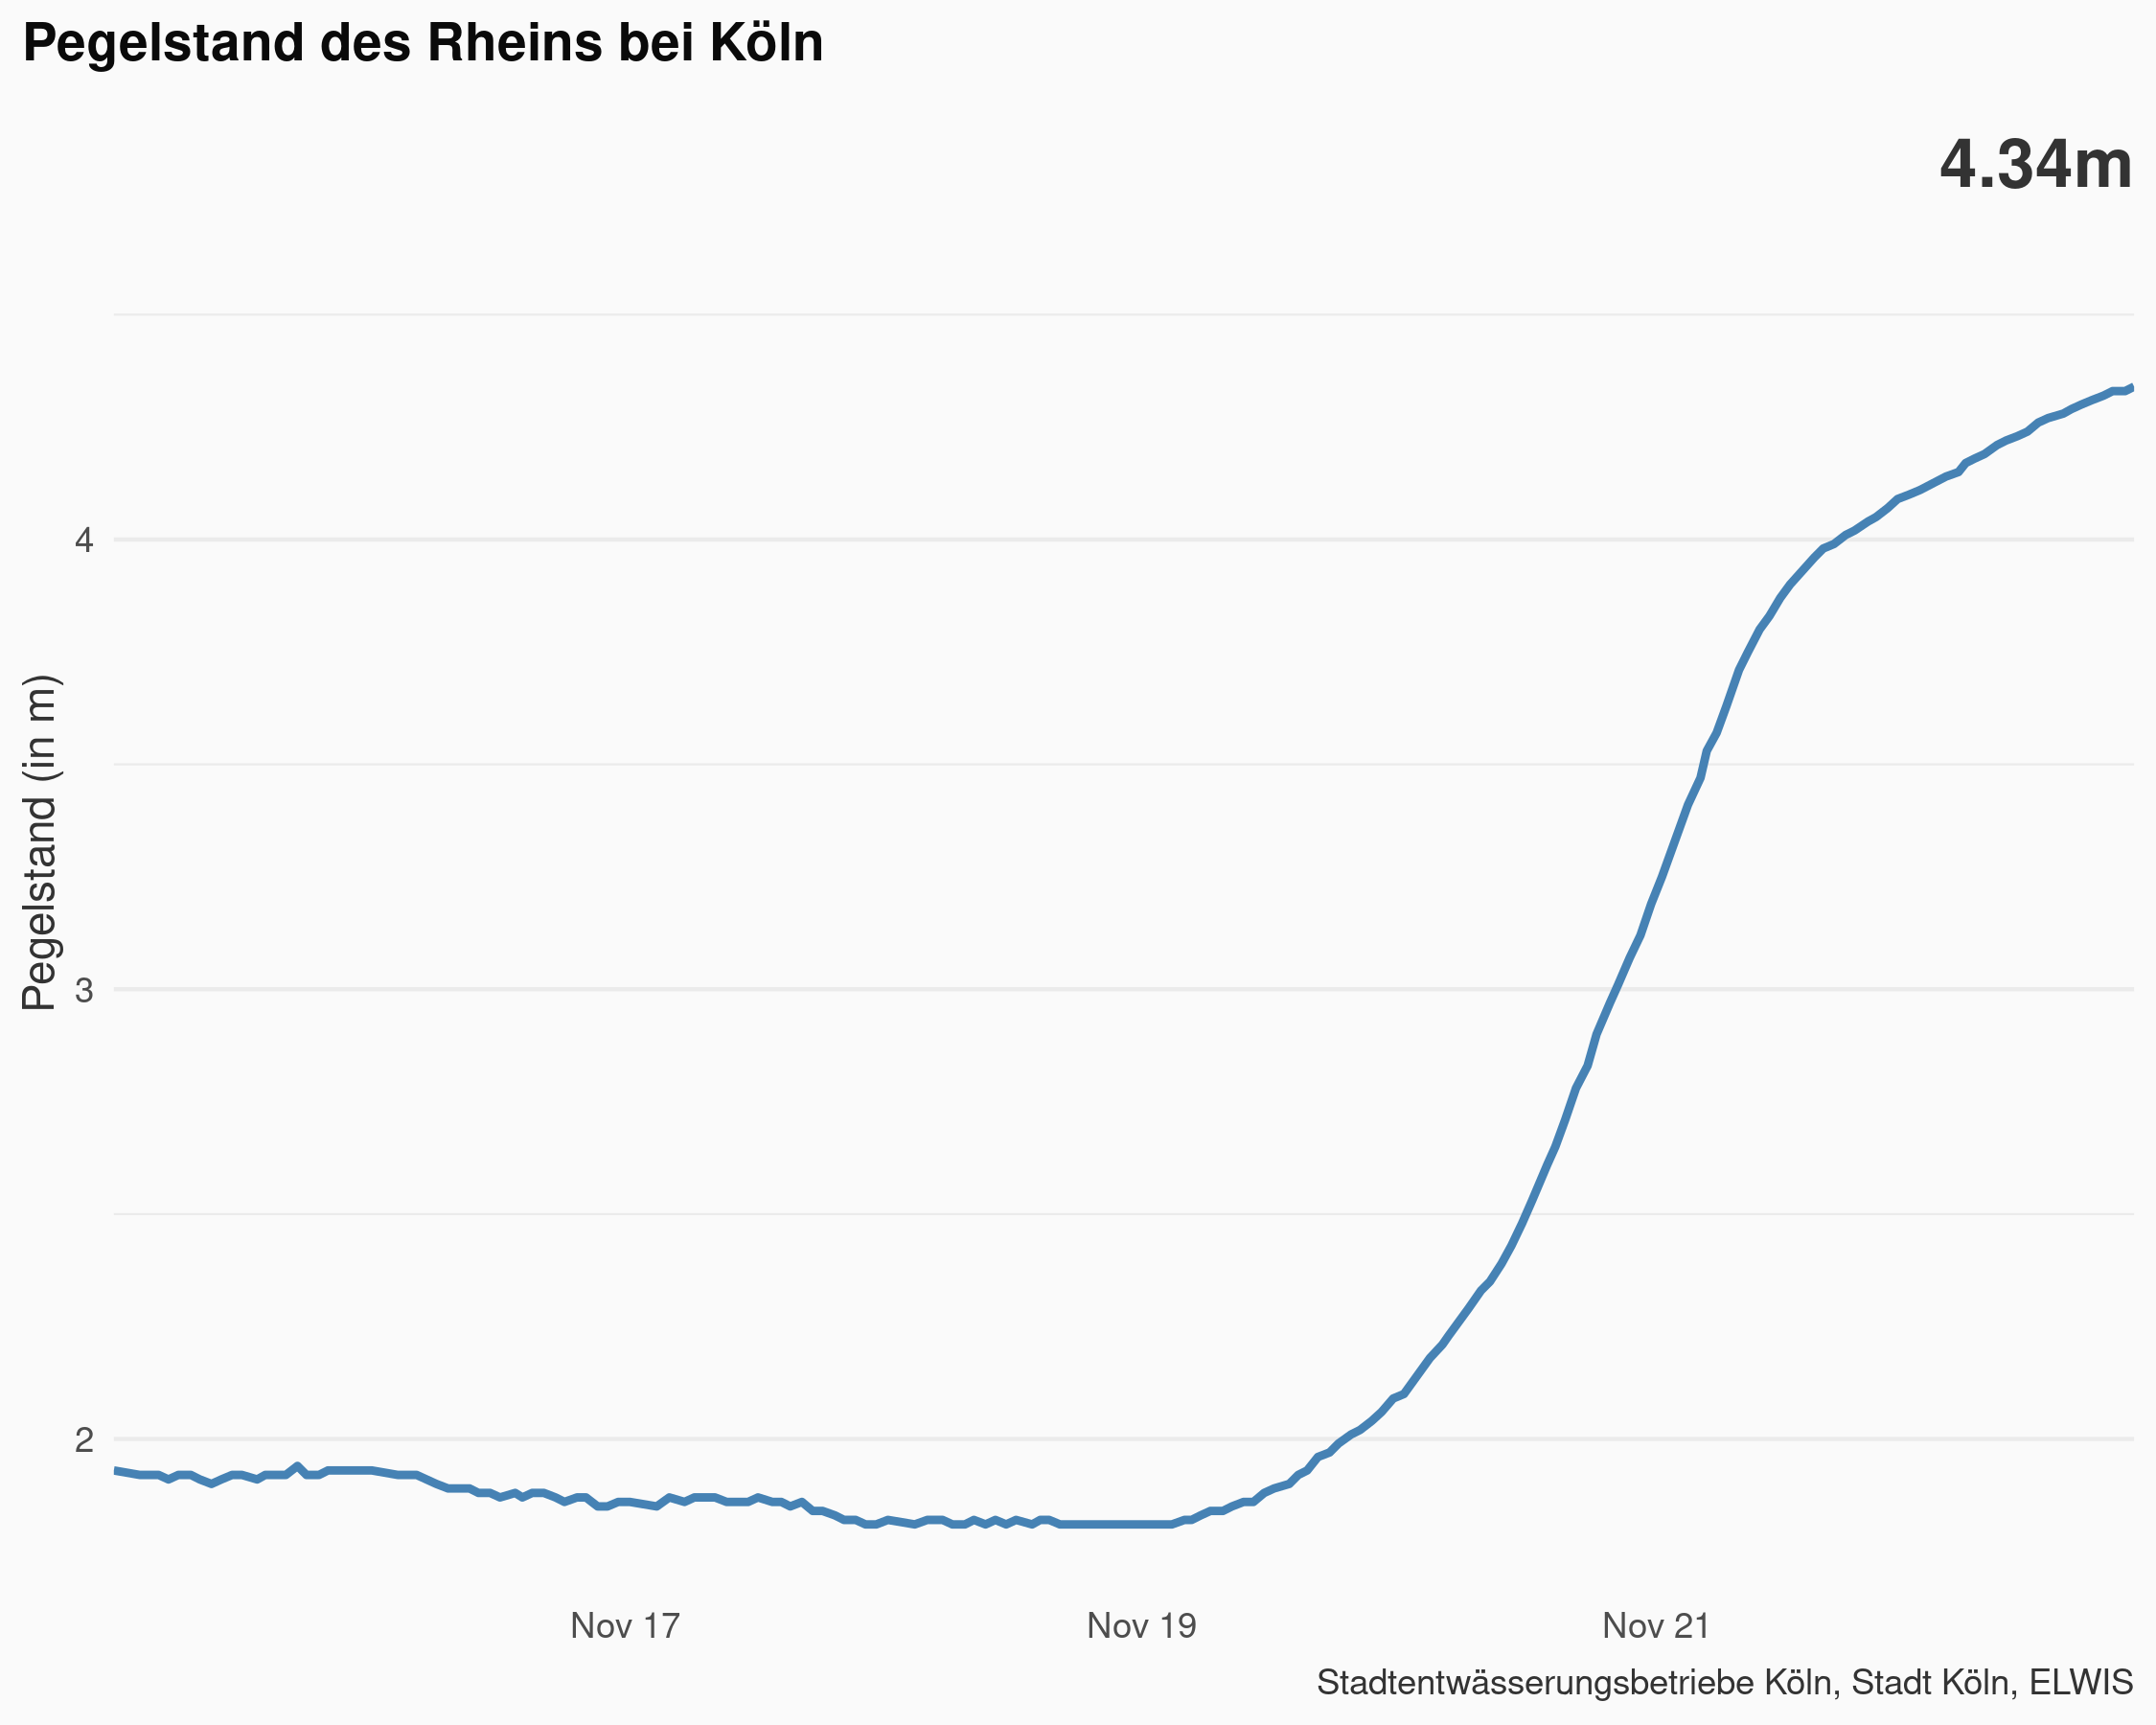 Pegelstand des Rheins bei Köln
4.34m
Pegelstand (in m)
4
3
2
Nov 17
Nov 19
Nov 21
Stadtentwässerungsbetriebe Köln, Stadt Köln, ELWIS